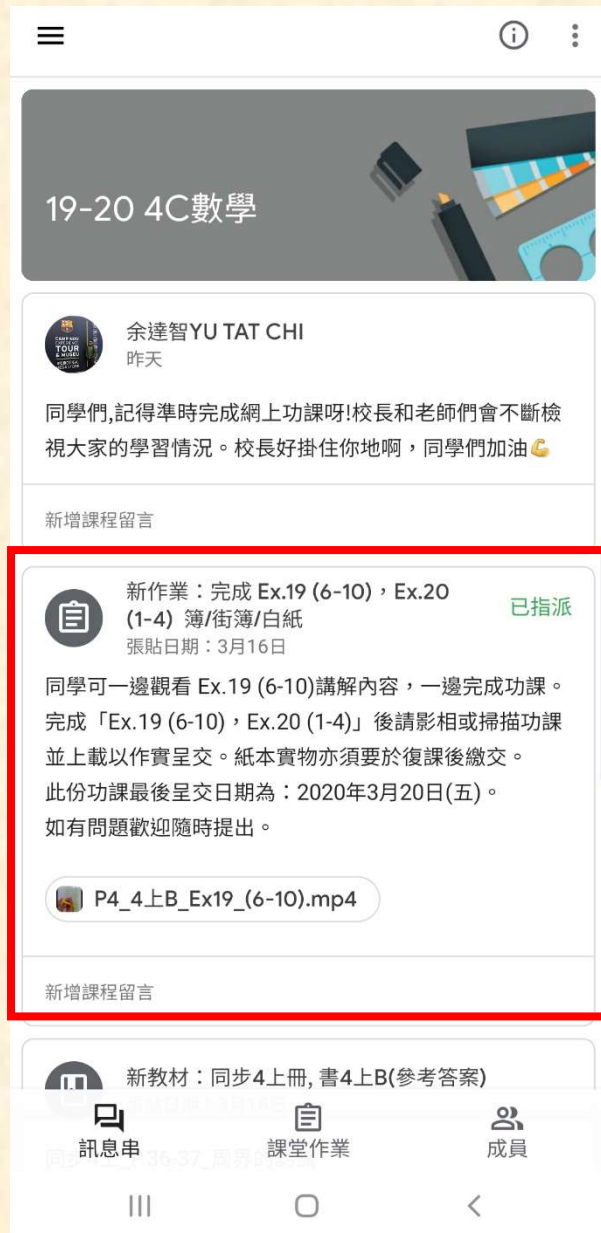 19-20 4C數學
余達智YU TAT CHI
昨天
同學們,記得準時完成網上功課呀!校長和老師們會不斷檢
視大家的學習情況。校長好掛住你地啊，同學們加油💪
新增課程留言
新作業：完成 Ex.19 (6-10)，Ex.20
(1-4) 簿/街簿/白紙
已指派
張貼日期：3月16日
同學可一邊觀看 Ex.19 (6-10)講解內容，一邊完成功課。
完成「Ex.19 (6-10)，Ex.20 (1-4)」後請影相或掃描功課
並上載以作實呈交。紙本實物亦須要於復課後繳交。
此份功課最後呈交日期為：2020年3月20日(五)。
如有問題歡迎隨時提出。
P4_4上B_Ex19_(6-10).mp4
新增課程留言
新教材：同步4上冊, 書4上B(參考答案)
訊息串
課堂作業
成員